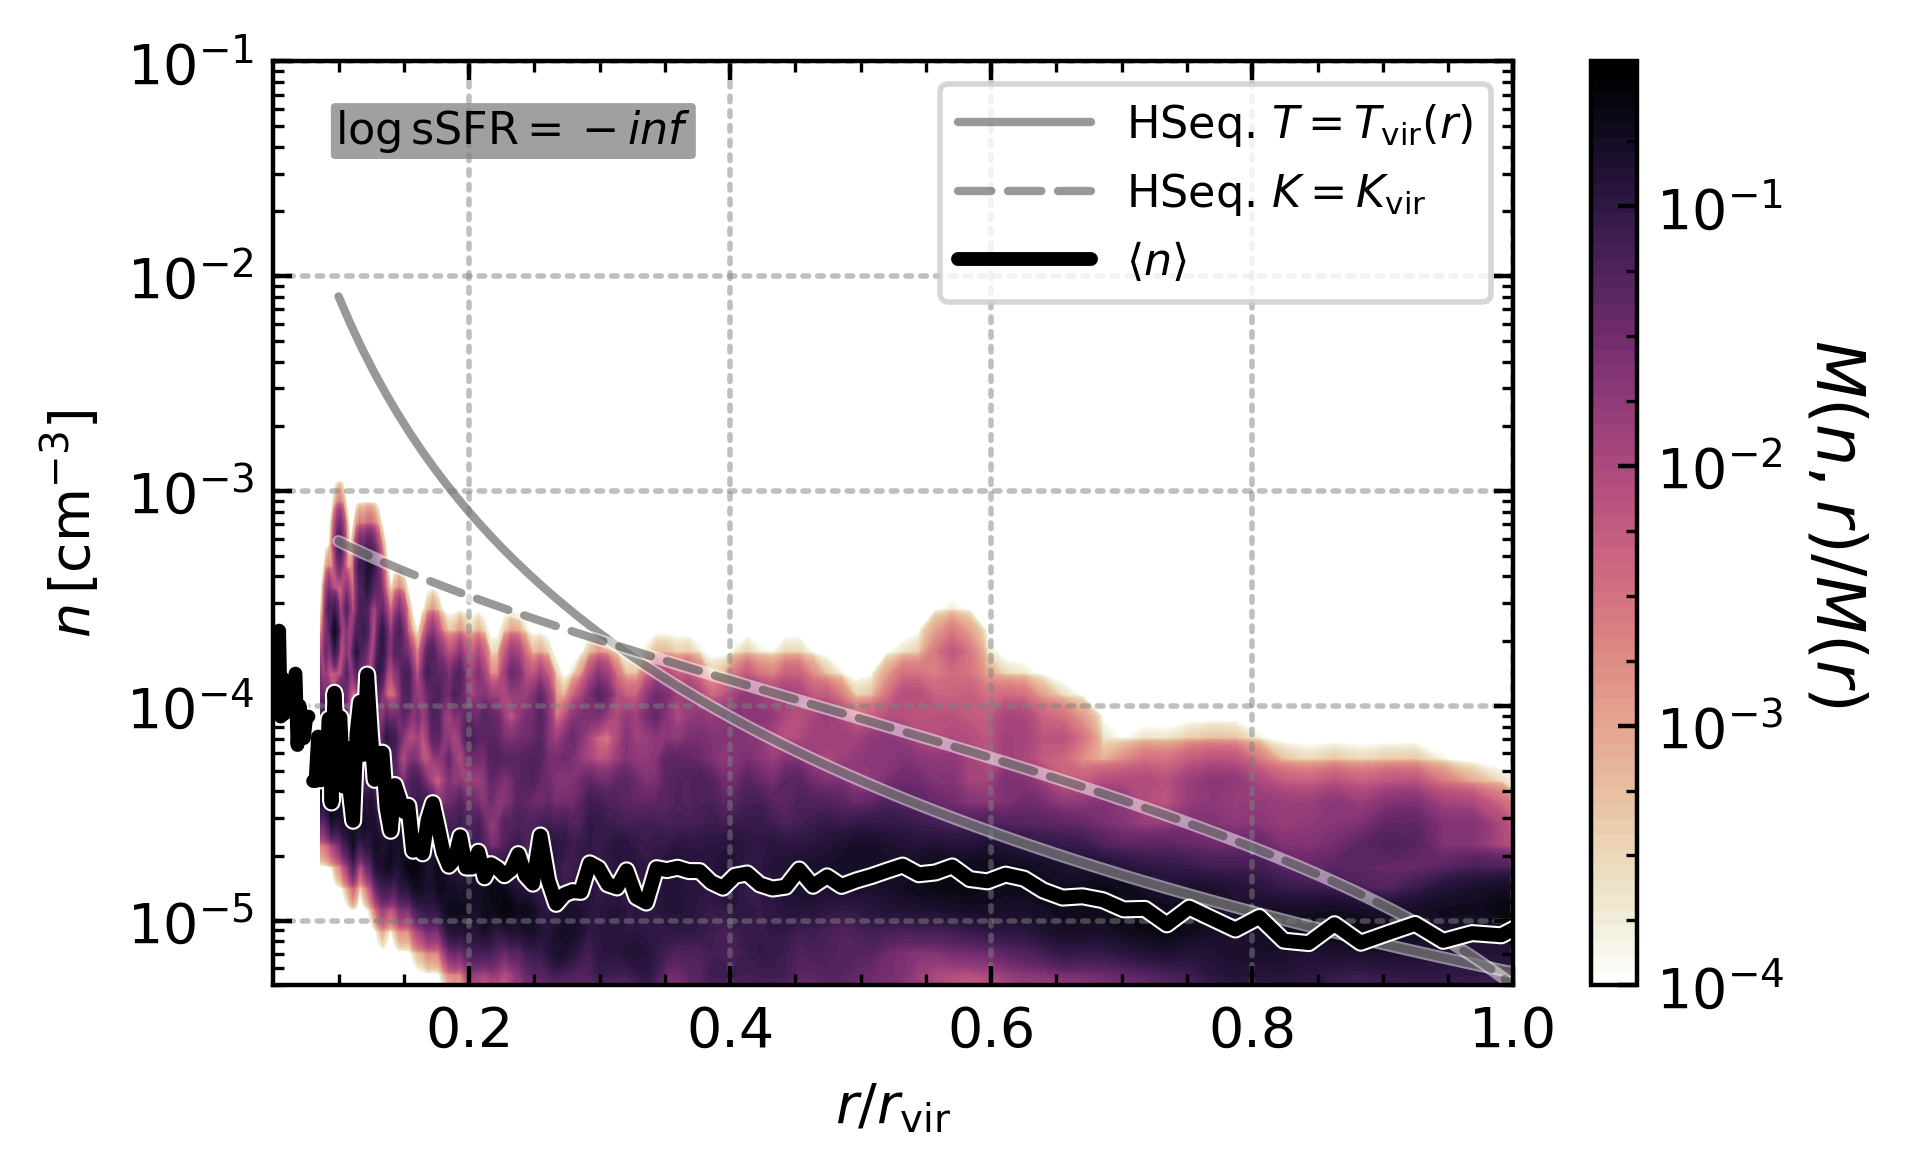 log sSFR = −inf
HSeq. T = T_vir(r)
HSeq. K = K_vir
⟨n⟩
10⁻¹
10⁻²
10⁻³
10⁻⁴
10⁻⁵
n [cm⁻³]
0.2 0.4 0.6 0.8 1.0
r/r_vir
10⁻¹
10⁻²
10⁻³
10⁻⁴
M(n, r)/M(r)